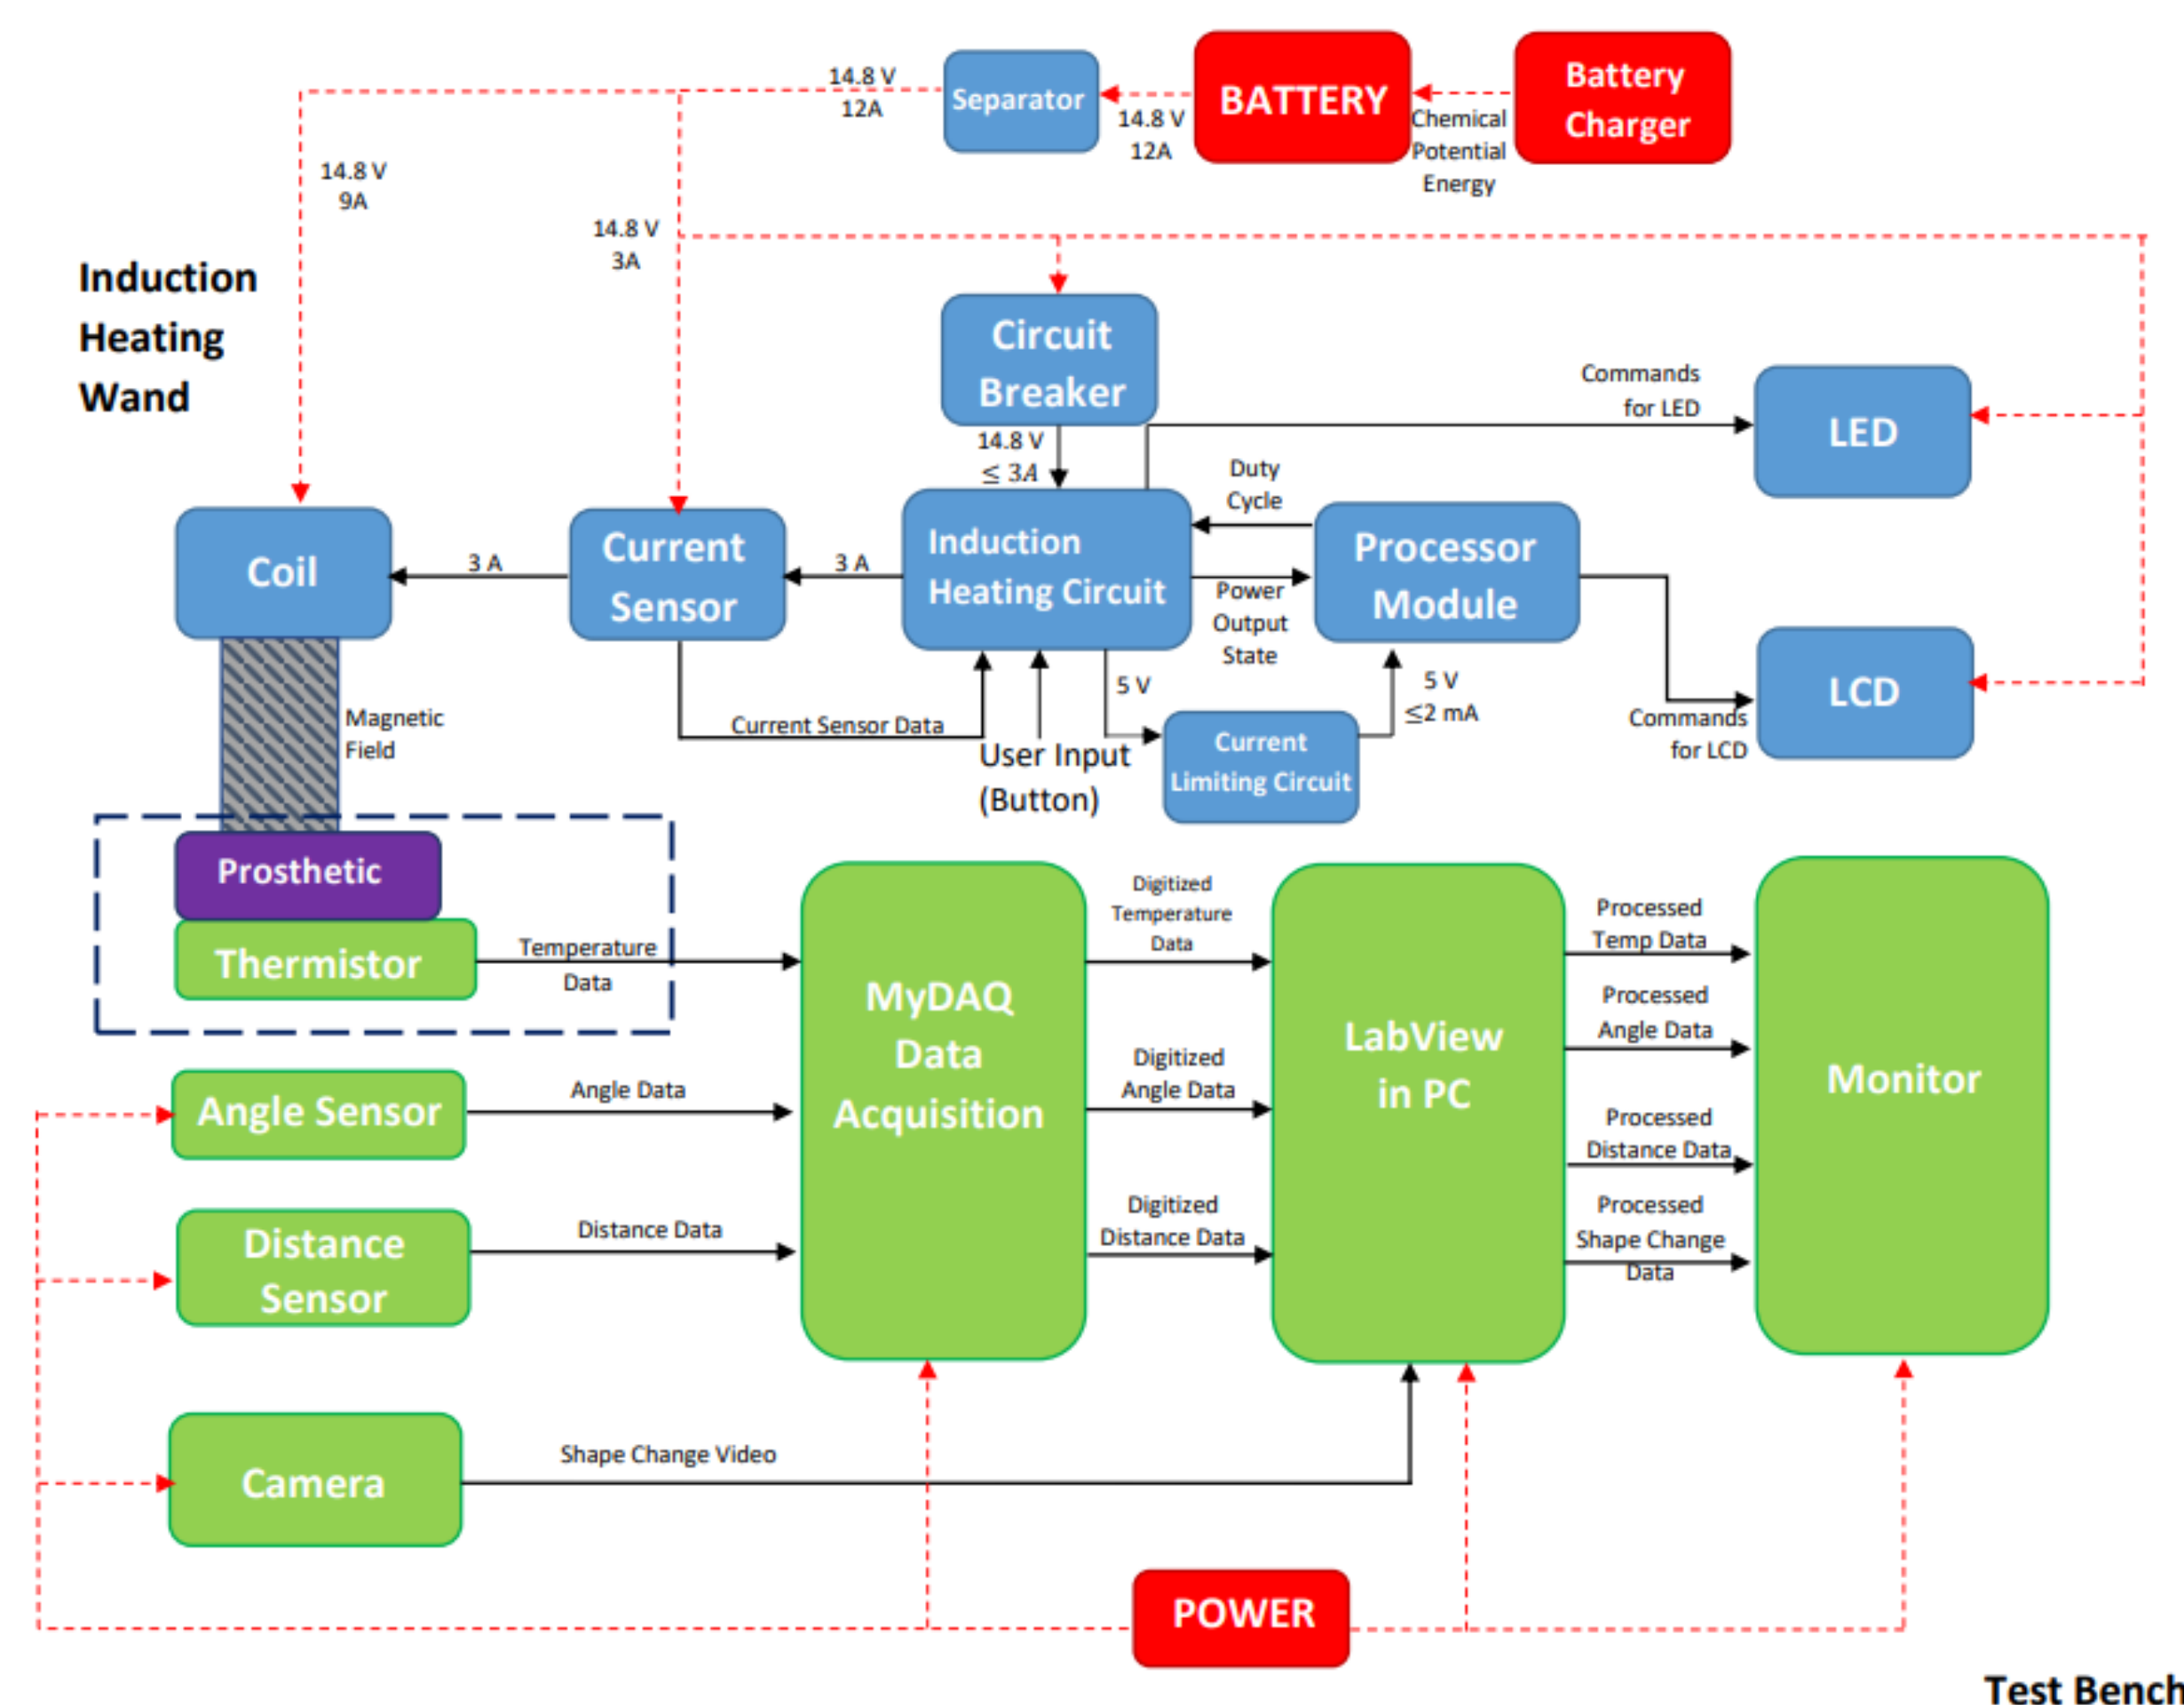 14.8 V
12A
Separator
14.8 V
12A
BATTERY
Chemical
Potential
Energy
Battery
Charger
14.8 V
9A
14.8 V
3A
Induction
Heating
Wand
Circuit
Breaker
14.8 V
≤ 3A
Commands
for LED
LED
Duty
Cycle
Coil
3 A
Current
Sensor
3 A
Induction
Heating Circuit
Power
Output
State
Processor
Module
LCD
Commands
for LCD
Magnetic
Field
Current Sensor Data
User Input
(Button)
5 V
Current
Limiting Circuit
5 V
≤2 mA
Prosthetic
Thermistor
Temperature
Data
MyDAQ
Data
Acquisition
Digitized
Temperature
Data
LabView
in PC
Processed
Temp Data
Processed
Angle Data
Monitor
Angle Sensor
Angle Data
Digitized
Angle Data
Processed
Distance Data
Distance
Sensor
Distance Data
Digitized
Distance Data
Processed
Shape Change
Data
Camera
Shape Change Video
POWER
Test Bench